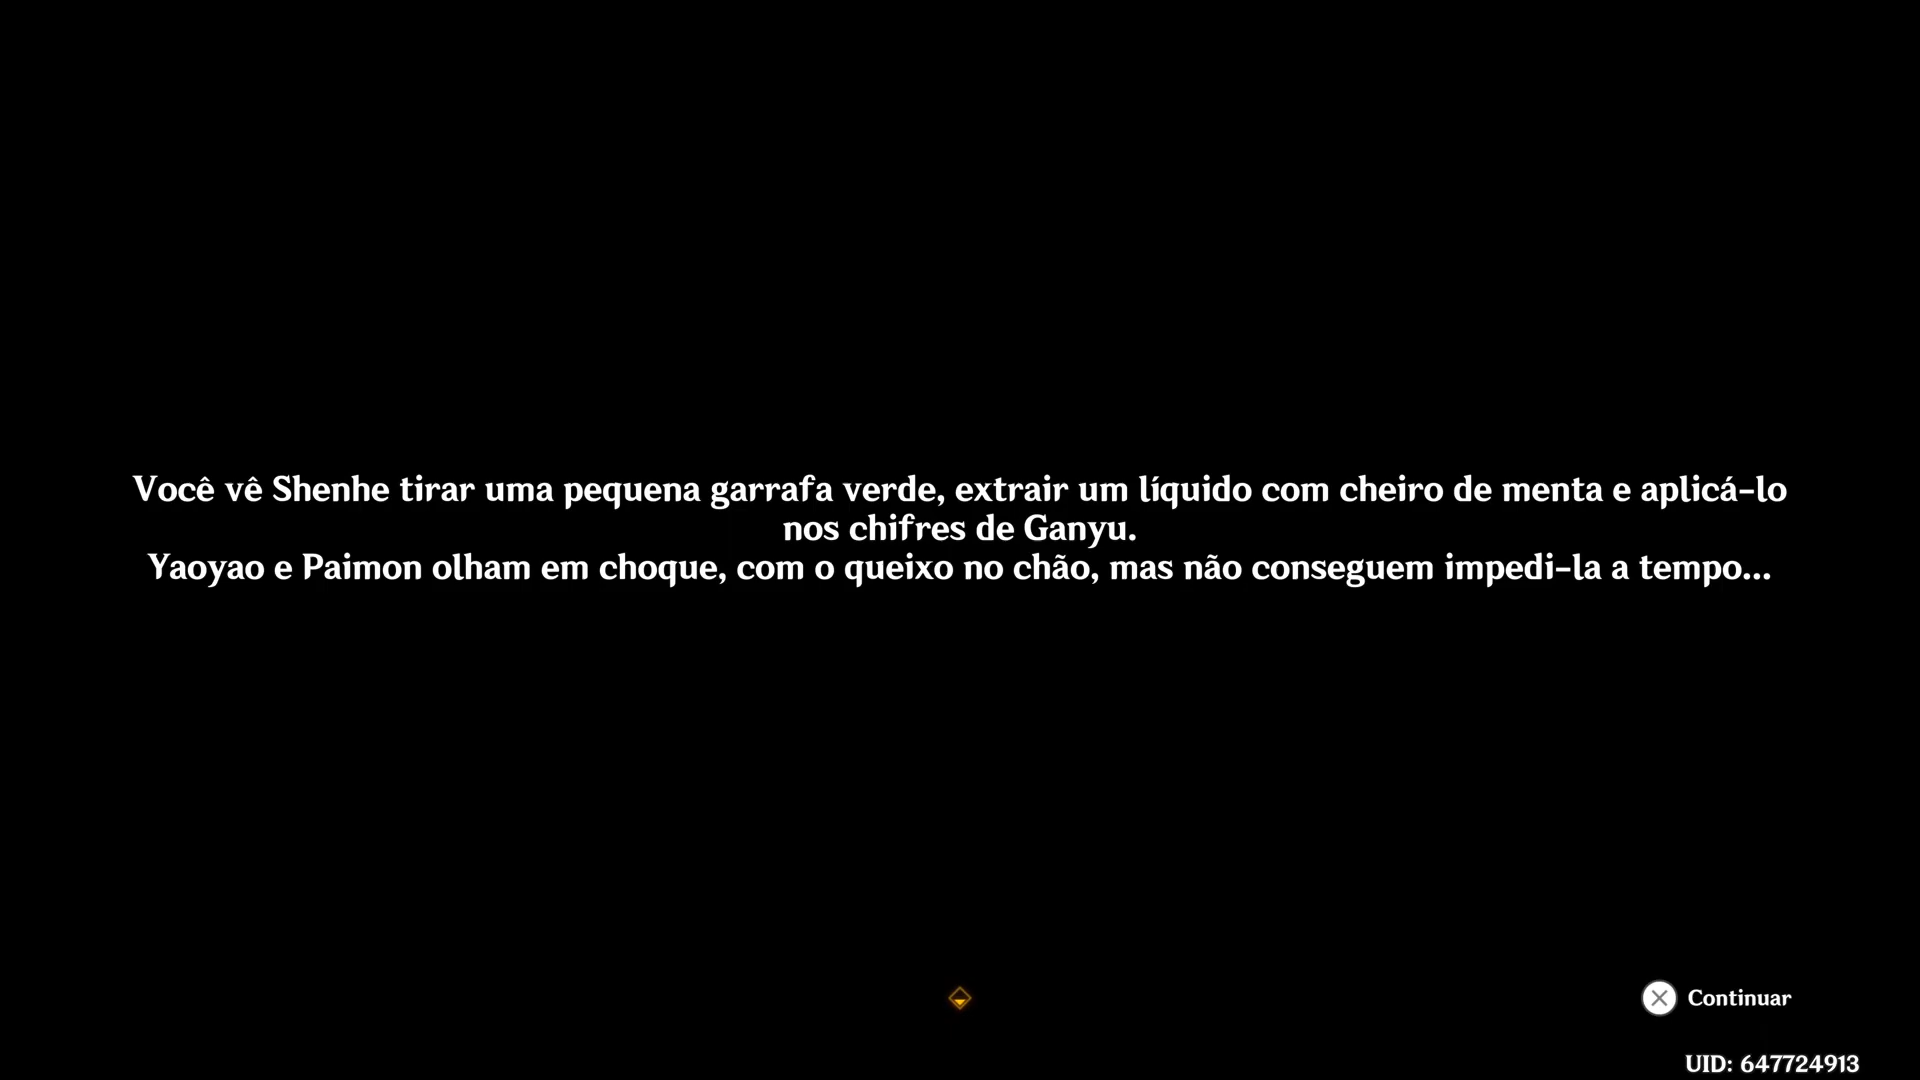 Você vê Shenhe tirar uma pequena garrafa verde, extrair um líquido com cheiro de menta e aplicá-lo
nos chifres de Ganyu.
Yaoyao e Paimon olham em choque, com o queixo no chão, mas não conseguem impedi-la a tempo...
Continuar
UID: 647724913